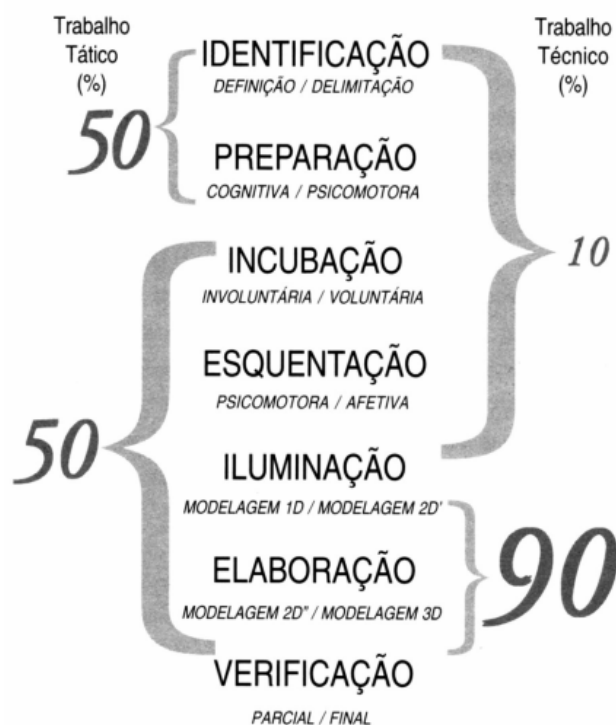 Trabalho
Tático
(%)
Trabalho
Técnico
(%)
IDENTIFICAÇÃO
DEFINIÇÃO / DELIMITAÇÃO
50
PREPARAÇÃO
COGNITIVA / PSICOMOTORA
INCUBAÇÃO
INVOLUNTÁRIA / VOLUNTÁRIA
10
ESQUENTAÇÃO
PSICOMOTORA / AFETIVA
50
ILUMINAÇÃO
MODELAGEM 1D / MODELAGEM 2D'
ELABORAÇÃO
MODELAGEM 2D" / MODELAGEM 3D
90
VERIFICAÇÃO
PARCIAL / FINAL